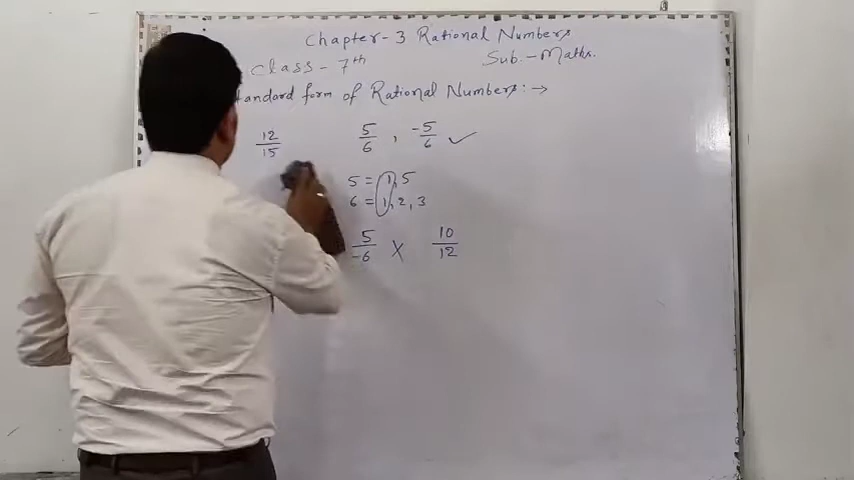 Chapter-3 Rational Numbers
Class-7th Sub.-Maths.
tandard form of Rational Numbers:- →
12/15 5/6 , -5/6 ✓
5 = 1, 5
6 = 1, 2, 3
5/-6 X 10/12